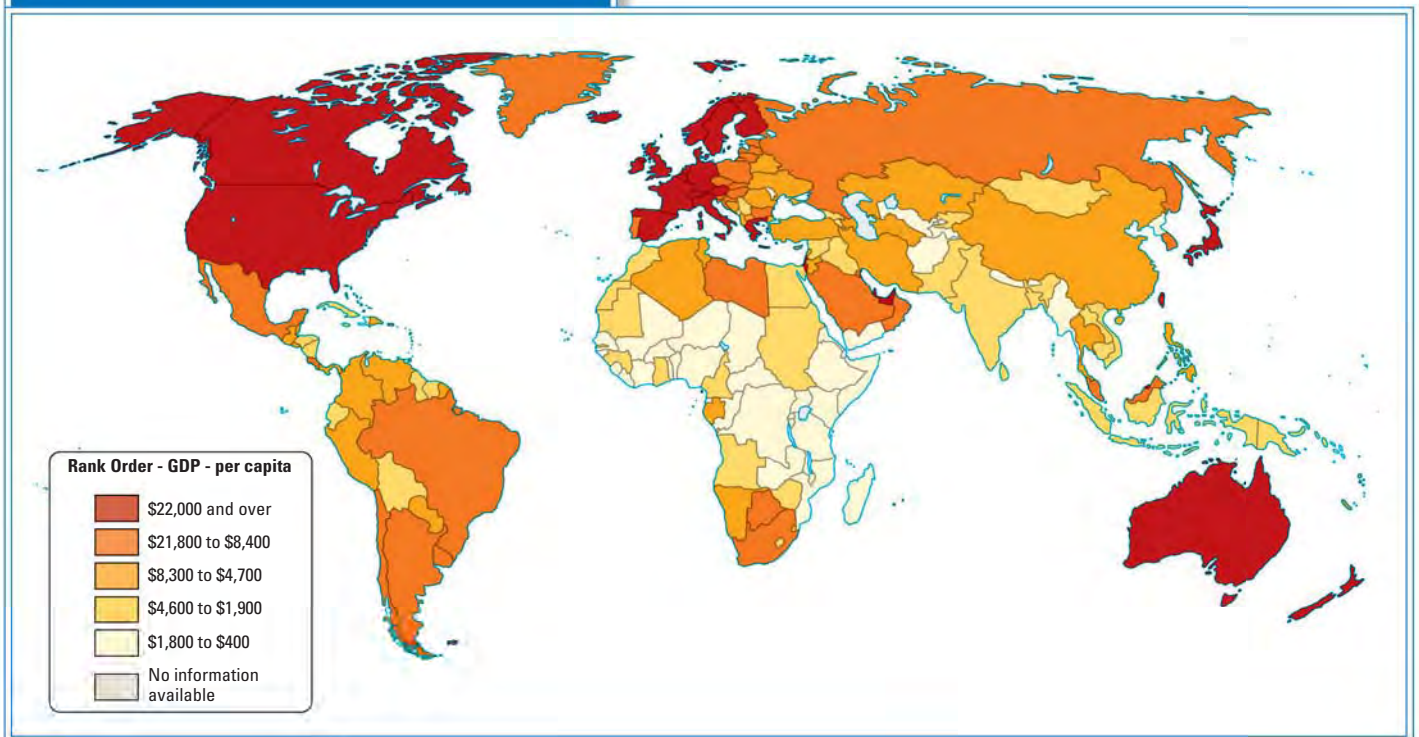 Rank Order - GDP - per capita
$22,000 and over
$21,800 to $8,400
$8,300 to $4,700
$4,600 to $1,900
$1,800 to $400
No information
available